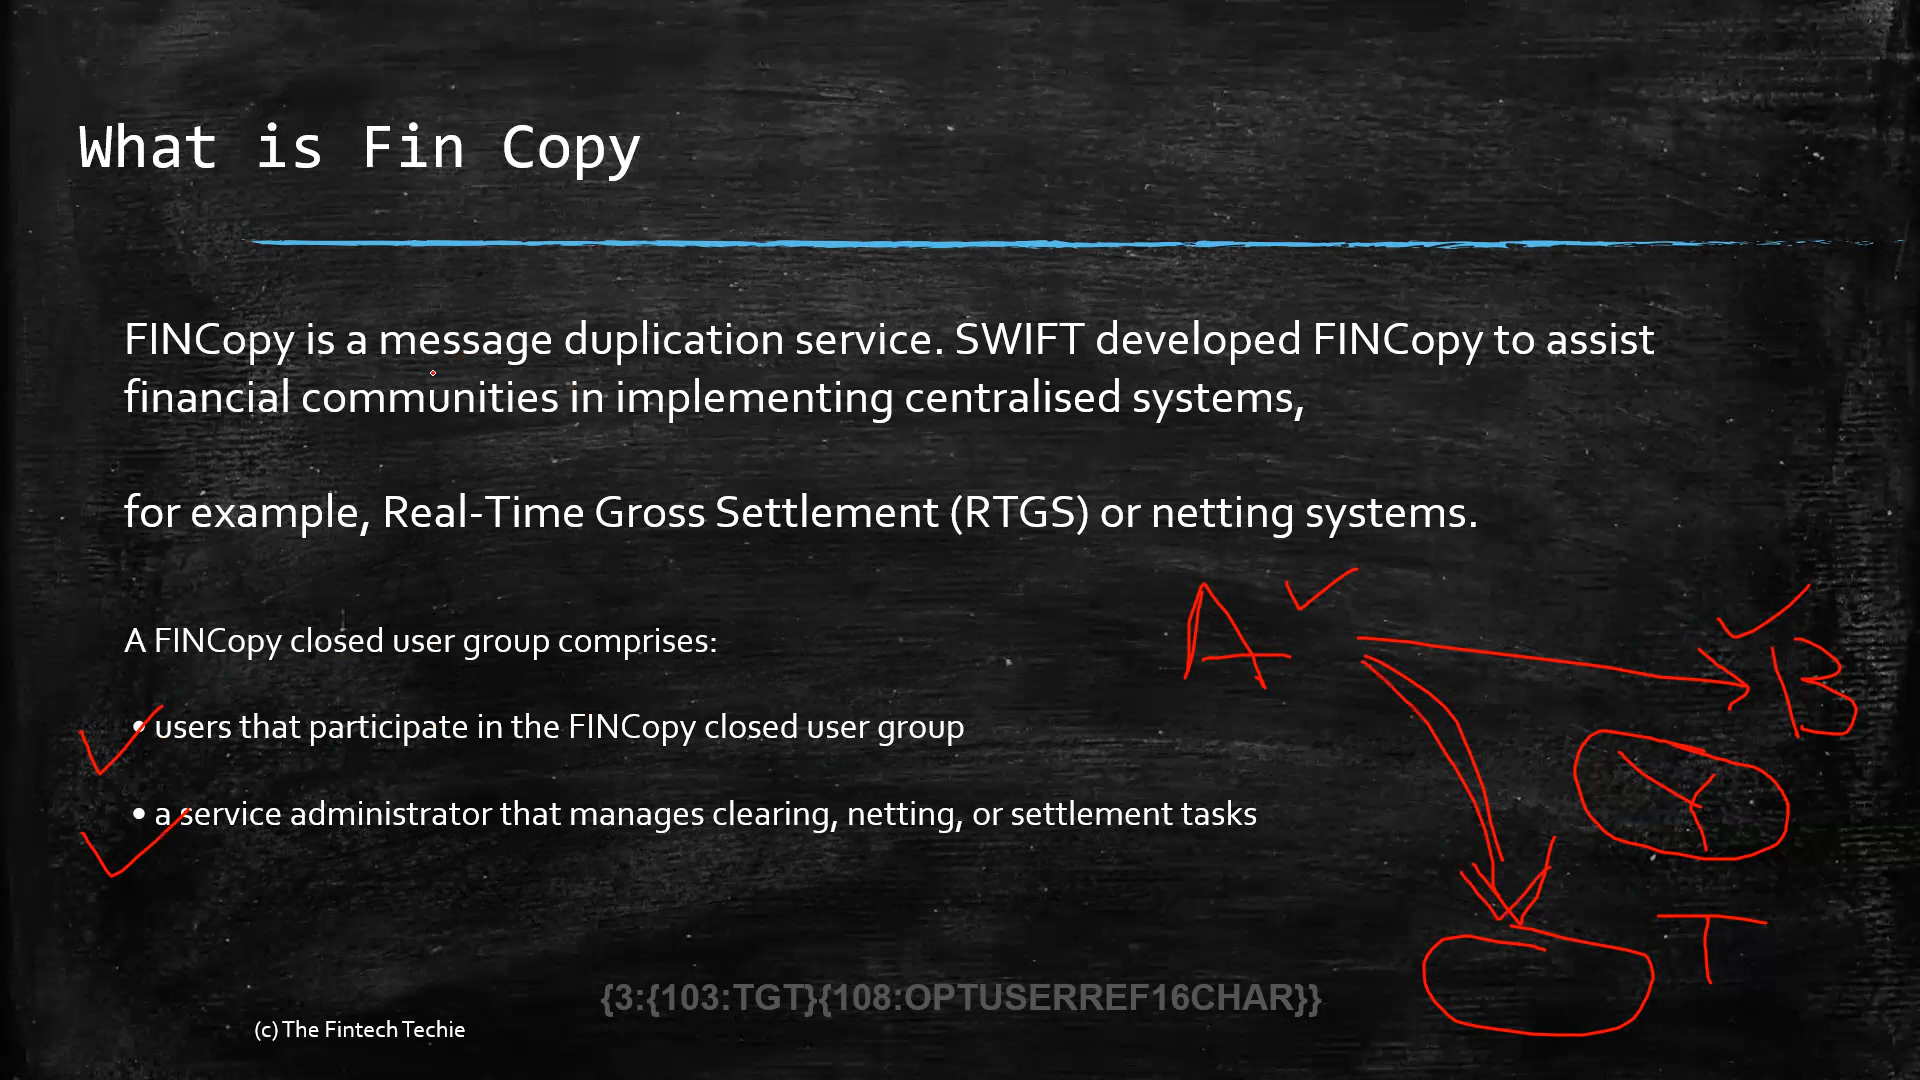 What is Fin Copy
FINCopy is a message duplication service. SWIFT developed FINCopy to assist
financial communities in implementing centralised systems,
for example, Real-Time Gross Settlement (RTGS) or netting systems.
A FINCopy closed user group comprises:
• users that participate in the FINCopy closed user group
• a service administrator that manages clearing, netting, or settlement tasks
A
B
Y
T
{3:{103:TGT}{108:OPTUSERREF16CHAR}}
(c) The Fintech Techie